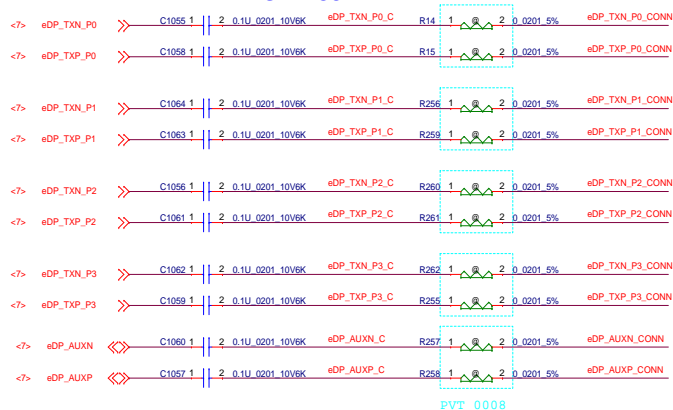 <7> eDP_TXN_P0 C1055 1 2 0.1U_0201_10V6K eDP_TXN_P0_C R14 1 @ 2 0_0201_5% eDP_TXN_P0_CONN
<7> eDP_TXP_P0 C1058 1 2 0.1U_0201_10V6K eDP_TXP_P0_C R15 1 @ 2 0_0201_5% eDP_TXP_P0_CONN
<7> eDP_TXN_P1 C1064 1 2 0.1U_0201_10V6K eDP_TXN_P1_C R256 1 @ 2 0_0201_5% eDP_TXN_P1_CONN
<7> eDP_TXP_P1 C1063 1 2 0.1U_0201_10V6K eDP_TXP_P1_C R259 1 @ 2 0_0201_5% eDP_TXP_P1_CONN
<7> eDP_TXN_P2 C1056 1 2 0.1U_0201_10V6K eDP_TXN_P2_C R260 1 @ 2 0_0201_5% eDP_TXN_P2_CONN
<7> eDP_TXP_P2 C1061 1 2 0.1U_0201_10V6K eDP_TXP_P2_C R261 1 @ 2 0_0201_5% eDP_TXP_P2_CONN
<7> eDP_TXN_P3 C1062 1 2 0.1U_0201_10V6K eDP_TXN_P3_C R262 1 @ 2 0_0201_5% eDP_TXN_P3_CONN
<7> eDP_TXP_P3 C1059 1 2 0.1U_0201_10V6K eDP_TXP_P3_C R255 1 @ 2 0_0201_5% eDP_TXP_P3_CONN
<7> eDP_AUXN C1060 1 2 0.1U_0201_10V6K eDP_AUXN_C R257 1 @ 2 0_0201_5% eDP_AUXN_CONN
<7> eDP_AUXP C1057 1 2 0.1U_0201_10V6K eDP_AUXP_C R258 1 @ 2 0_0201_5% eDP_AUXP_CONN
PVT 0008